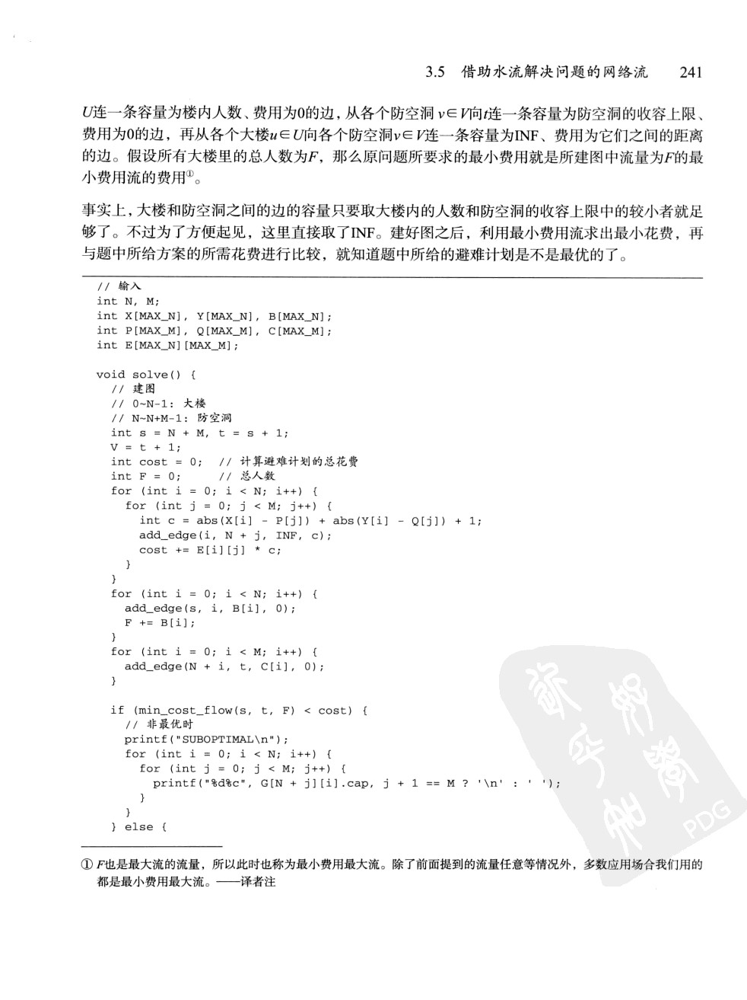 3.5 借助水流解决问题的网络流 241
U连一条容量为楼内人数、费用为0的边，从各个防空洞 v∈V向t连一条容量为防空洞的收容上限、
费用为0的边，再从各个大楼u∈U向各个防空洞v∈V连一条容量为INF、费用为它们之间的距离
的边。假设所有大楼里的总人数为F，那么原问题所要求的最小费用就是所建图中流量为F的最
小费用流的费用①。
事实上，大楼和防空洞之间的边的容量只要取大楼内的人数和防空洞的收容上限中的较小者就足
够了。不过为了方便起见，这里直接取了INF。建好图之后，利用最小费用流求出最小花费，再
与题中所给方案的所需花费进行比较，就知道题中所给的避难计划是不是最优的了。
// 输入
int N, M;
int X[MAX_N], Y[MAX_N], B[MAX_N];
int P[MAX_M], Q[MAX_M], C[MAX_M];
int E[MAX_N][MAX_M];
void solve() {
// 建图
// 0~N-1: 大楼
// N~N+M-1: 防空洞
int s = N + M, t = s + 1;
V = t + 1;
int cost = 0; // 计算避难计划的总花费
int F = 0; // 总人数
for (int i = 0; i < N; i++) {
for (int j = 0; j < M; j++) {
int c = abs(X[i] - P[j]) + abs(Y[i] - Q[j]) + 1;
add_edge(i, N + j, INF, c);
cost += E[i][j] * c;
}
}
for (int i = 0; i < N; i++) {
add_edge(s, i, B[i], 0);
F += B[i];
}
for (int i = 0; i < M; i++) {
add_edge(N + i, t, C[i], 0);
}
if (min_cost_flow(s, t, F) < cost) {
// 非最优时
printf("SUBOPTIMAL\n");
for (int i = 0; i < N; i++) {
for (int j = 0; j < M; j++) {
printf("%d%c", G[N + j][i].cap, j + 1 == M ? '\n' : ' ');
}
}
} else {
PDG
① F也是最大流的流量，所以此时也称为最小费用最大流。除了前面提到的流量任意等情况外，多数应用场合我们用的
都是最小费用最大流。——译者注